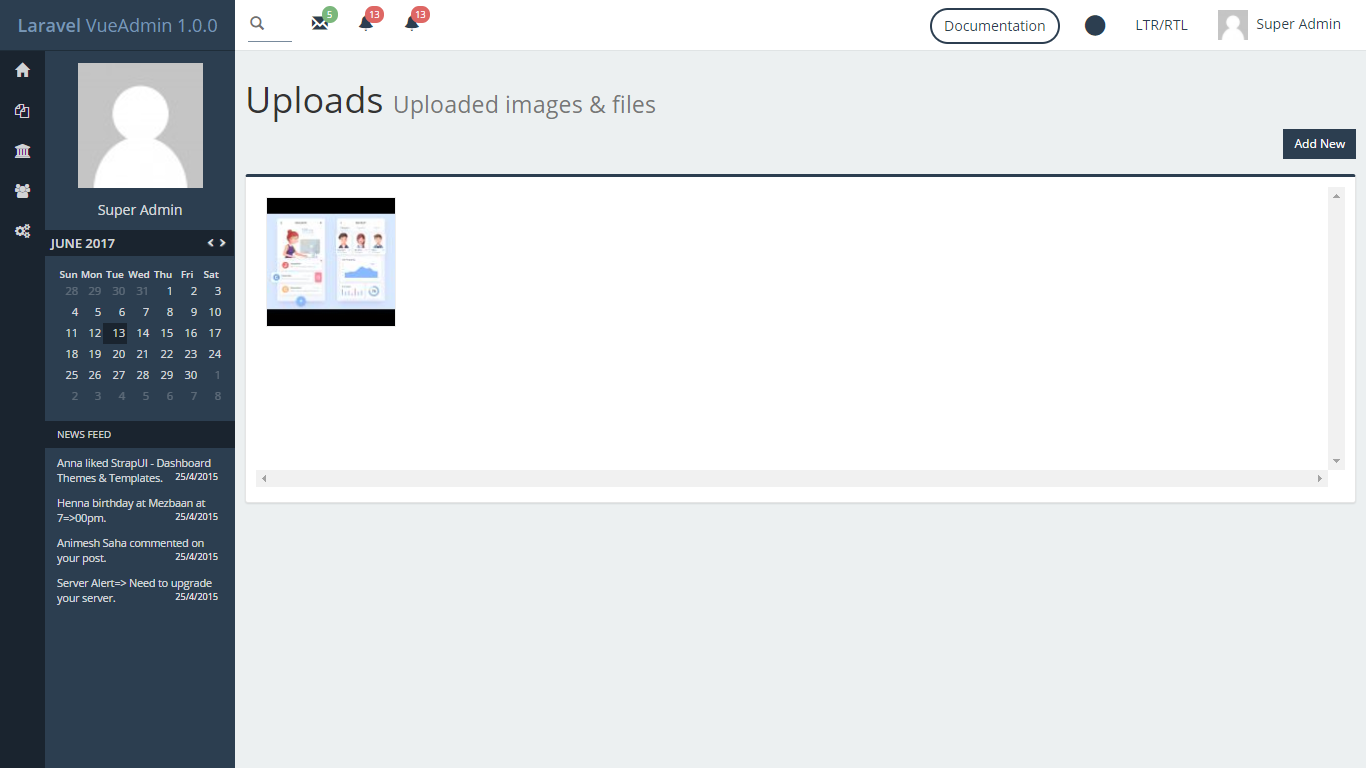 Laravel VueAdmin 1.0.0
5
13
13
Documentation
LTR/RTL
Super Admin
Uploads Uploaded images & files
Add New
Super Admin
JUNE 2017
Sun Mon Tue Wed Thu Fri Sat
28 29 30 31 1 2 3
4 5 6 7 8 9 10
11 12 13 14 15 16 17
18 19 20 21 22 23 24
25 26 27 28 29 30 1
2 3 4 5 6 7 8
NEWS FEED
Anna liked StrapUI - Dashboard
Themes & Templates. 25/4/2015
Henna birthday at Mezbaan at
7=>00pm. 25/4/2015
Animesh Saha commented on
your post. 25/4/2015
Server Alert=> Need to upgrade
your server. 25/4/2015